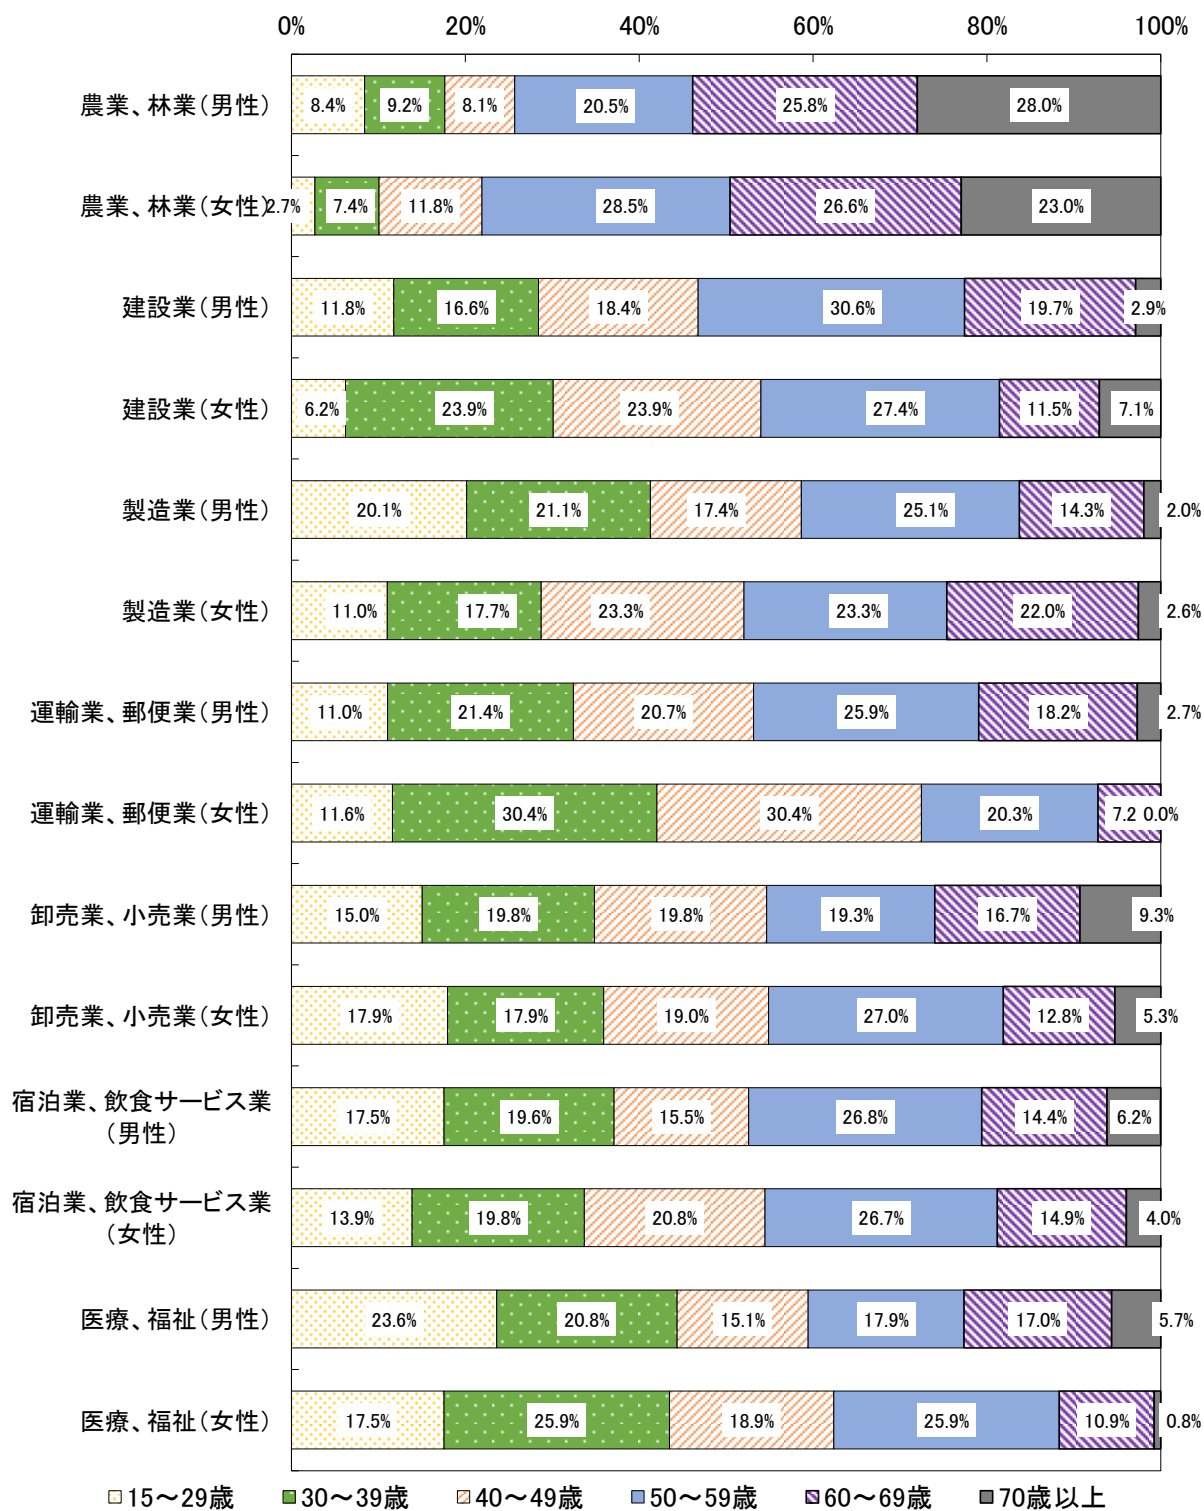 0% 20% 40% 60% 80% 100%
農業、林業（男性） 8.4% 9.2% 8.1% 20.5% 25.8% 28.0%
農業、林業（女性） 2.7% 7.4% 11.8% 28.5% 26.6% 23.0%
建設業（男性） 11.8% 16.6% 18.4% 30.6% 19.7% 2.9%
建設業（女性） 6.2% 23.9% 23.9% 27.4% 11.5% 7.1%
製造業（男性） 20.1% 21.1% 17.4% 25.1% 14.3% 2.0%
製造業（女性） 11.0% 17.7% 23.3% 23.3% 22.0% 2.6%
運輸業、郵便業（男性） 11.0% 21.4% 20.7% 25.9% 18.2% 2.7%
運輸業、郵便業（女性） 11.6% 30.4% 30.4% 20.3% 7.2 0.0%
卸売業、小売業（男性） 15.0% 19.8% 19.8% 19.3% 16.7% 9.3%
卸売業、小売業（女性） 17.9% 17.9% 19.0% 27.0% 12.8% 5.3%
宿泊業、飲食サービス業
（男性） 17.5% 19.6% 15.5% 26.8% 14.4% 6.2%
宿泊業、飲食サービス業
（女性） 13.9% 19.8% 20.8% 26.7% 14.9% 4.0%
医療、福祉（男性） 23.6% 20.8% 15.1% 17.9% 17.0% 5.7%
医療、福祉（女性） 17.5% 25.9% 18.9% 25.9% 10.9% 0.8%
15～29歳 30～39歳 40～49歳 50～59歳 60～69歳 70歳以上